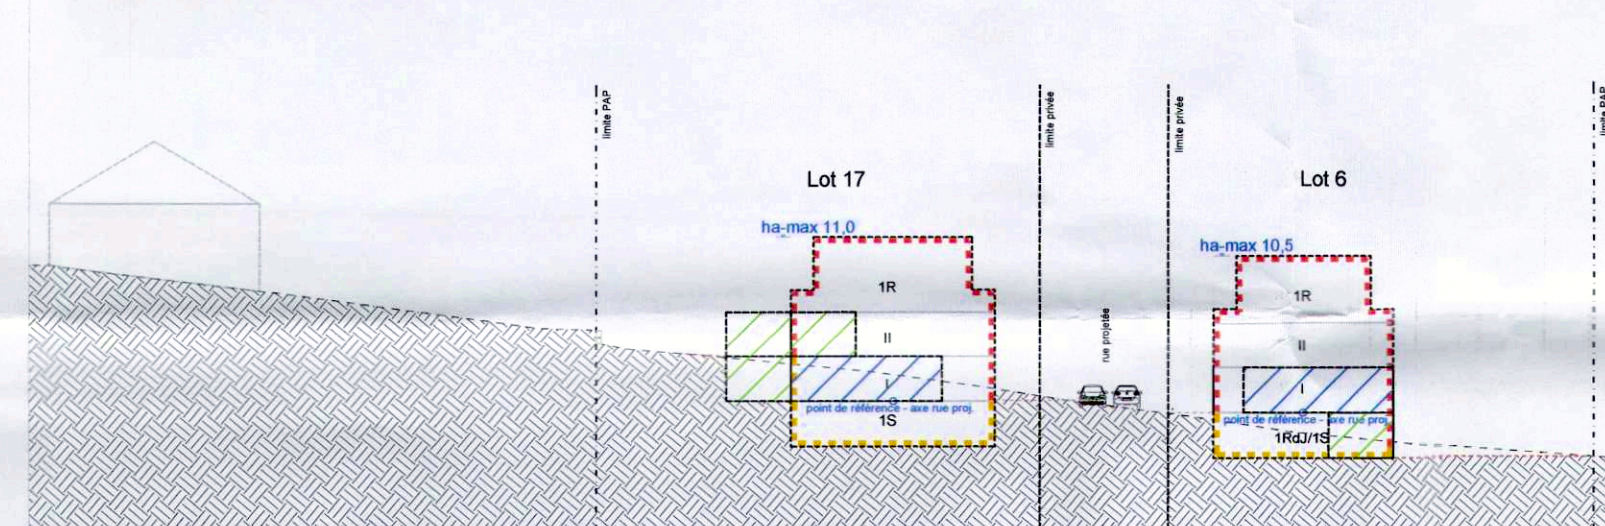 limite PAP
limite privée
limite privée
limite PAP
Lot 17
Lot 6
ha-max 11,0
ha-max 10,5
1R
1R
II
II
rue projetée
I
I
point de référence - axe rue proj.
point de référence - axe rue proj.
1S
1RdJ/1S